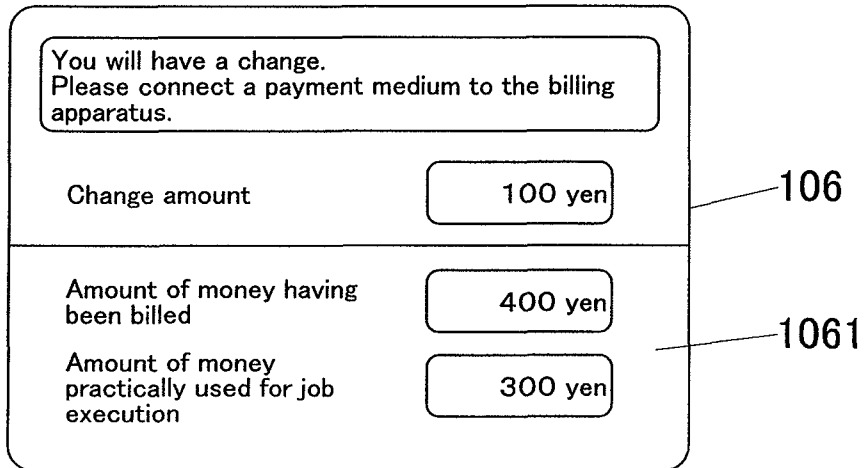 You will have a change.
Please connect a payment medium to the billing
apparatus.
Change amount
100 yen
106
Amount of money having
been billed
400 yen
1061
Amount of money
practically used for job
execution
300 yen